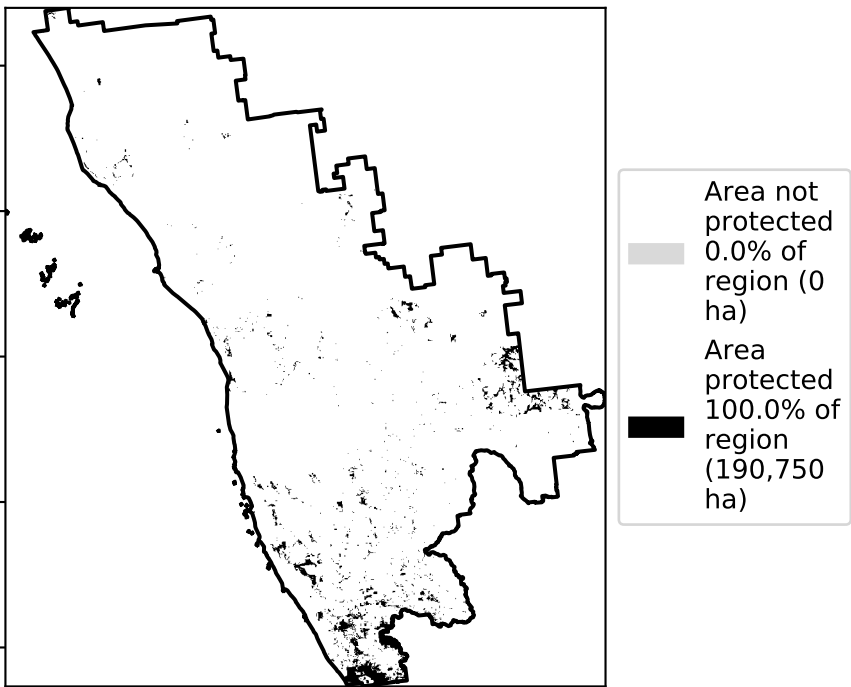 Area not
protected
0.0% of
region (0
ha)
Area
protected
100.0% of
region
(190,750
ha)